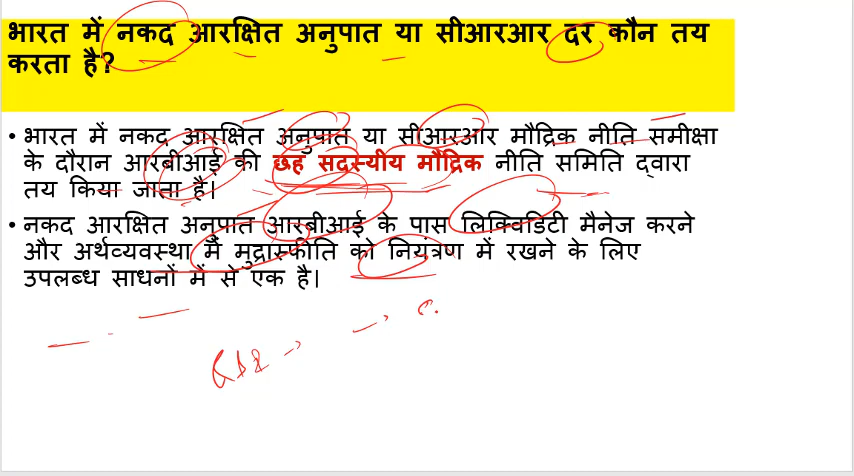 भारत में नकद आरक्षित अनुपात या सीआरआर दर कौन तय
करता है?
• भारत में नकद आरक्षित अनुपात या सीआरआर मौद्रिक नीति समीक्षा
के दौरान आरबीआई की छह सदस्यीय मौद्रिक नीति समिति द्वारा
तय किया जाता है।
• नकद आरक्षित अनुपात आरबीआई के पास लिक्विडिटी मैनेज करने
और अर्थव्यवस्था में मुद्रास्फीति को नियंत्रण में रखने के लिए
उपलब्ध साधनों में से एक है।